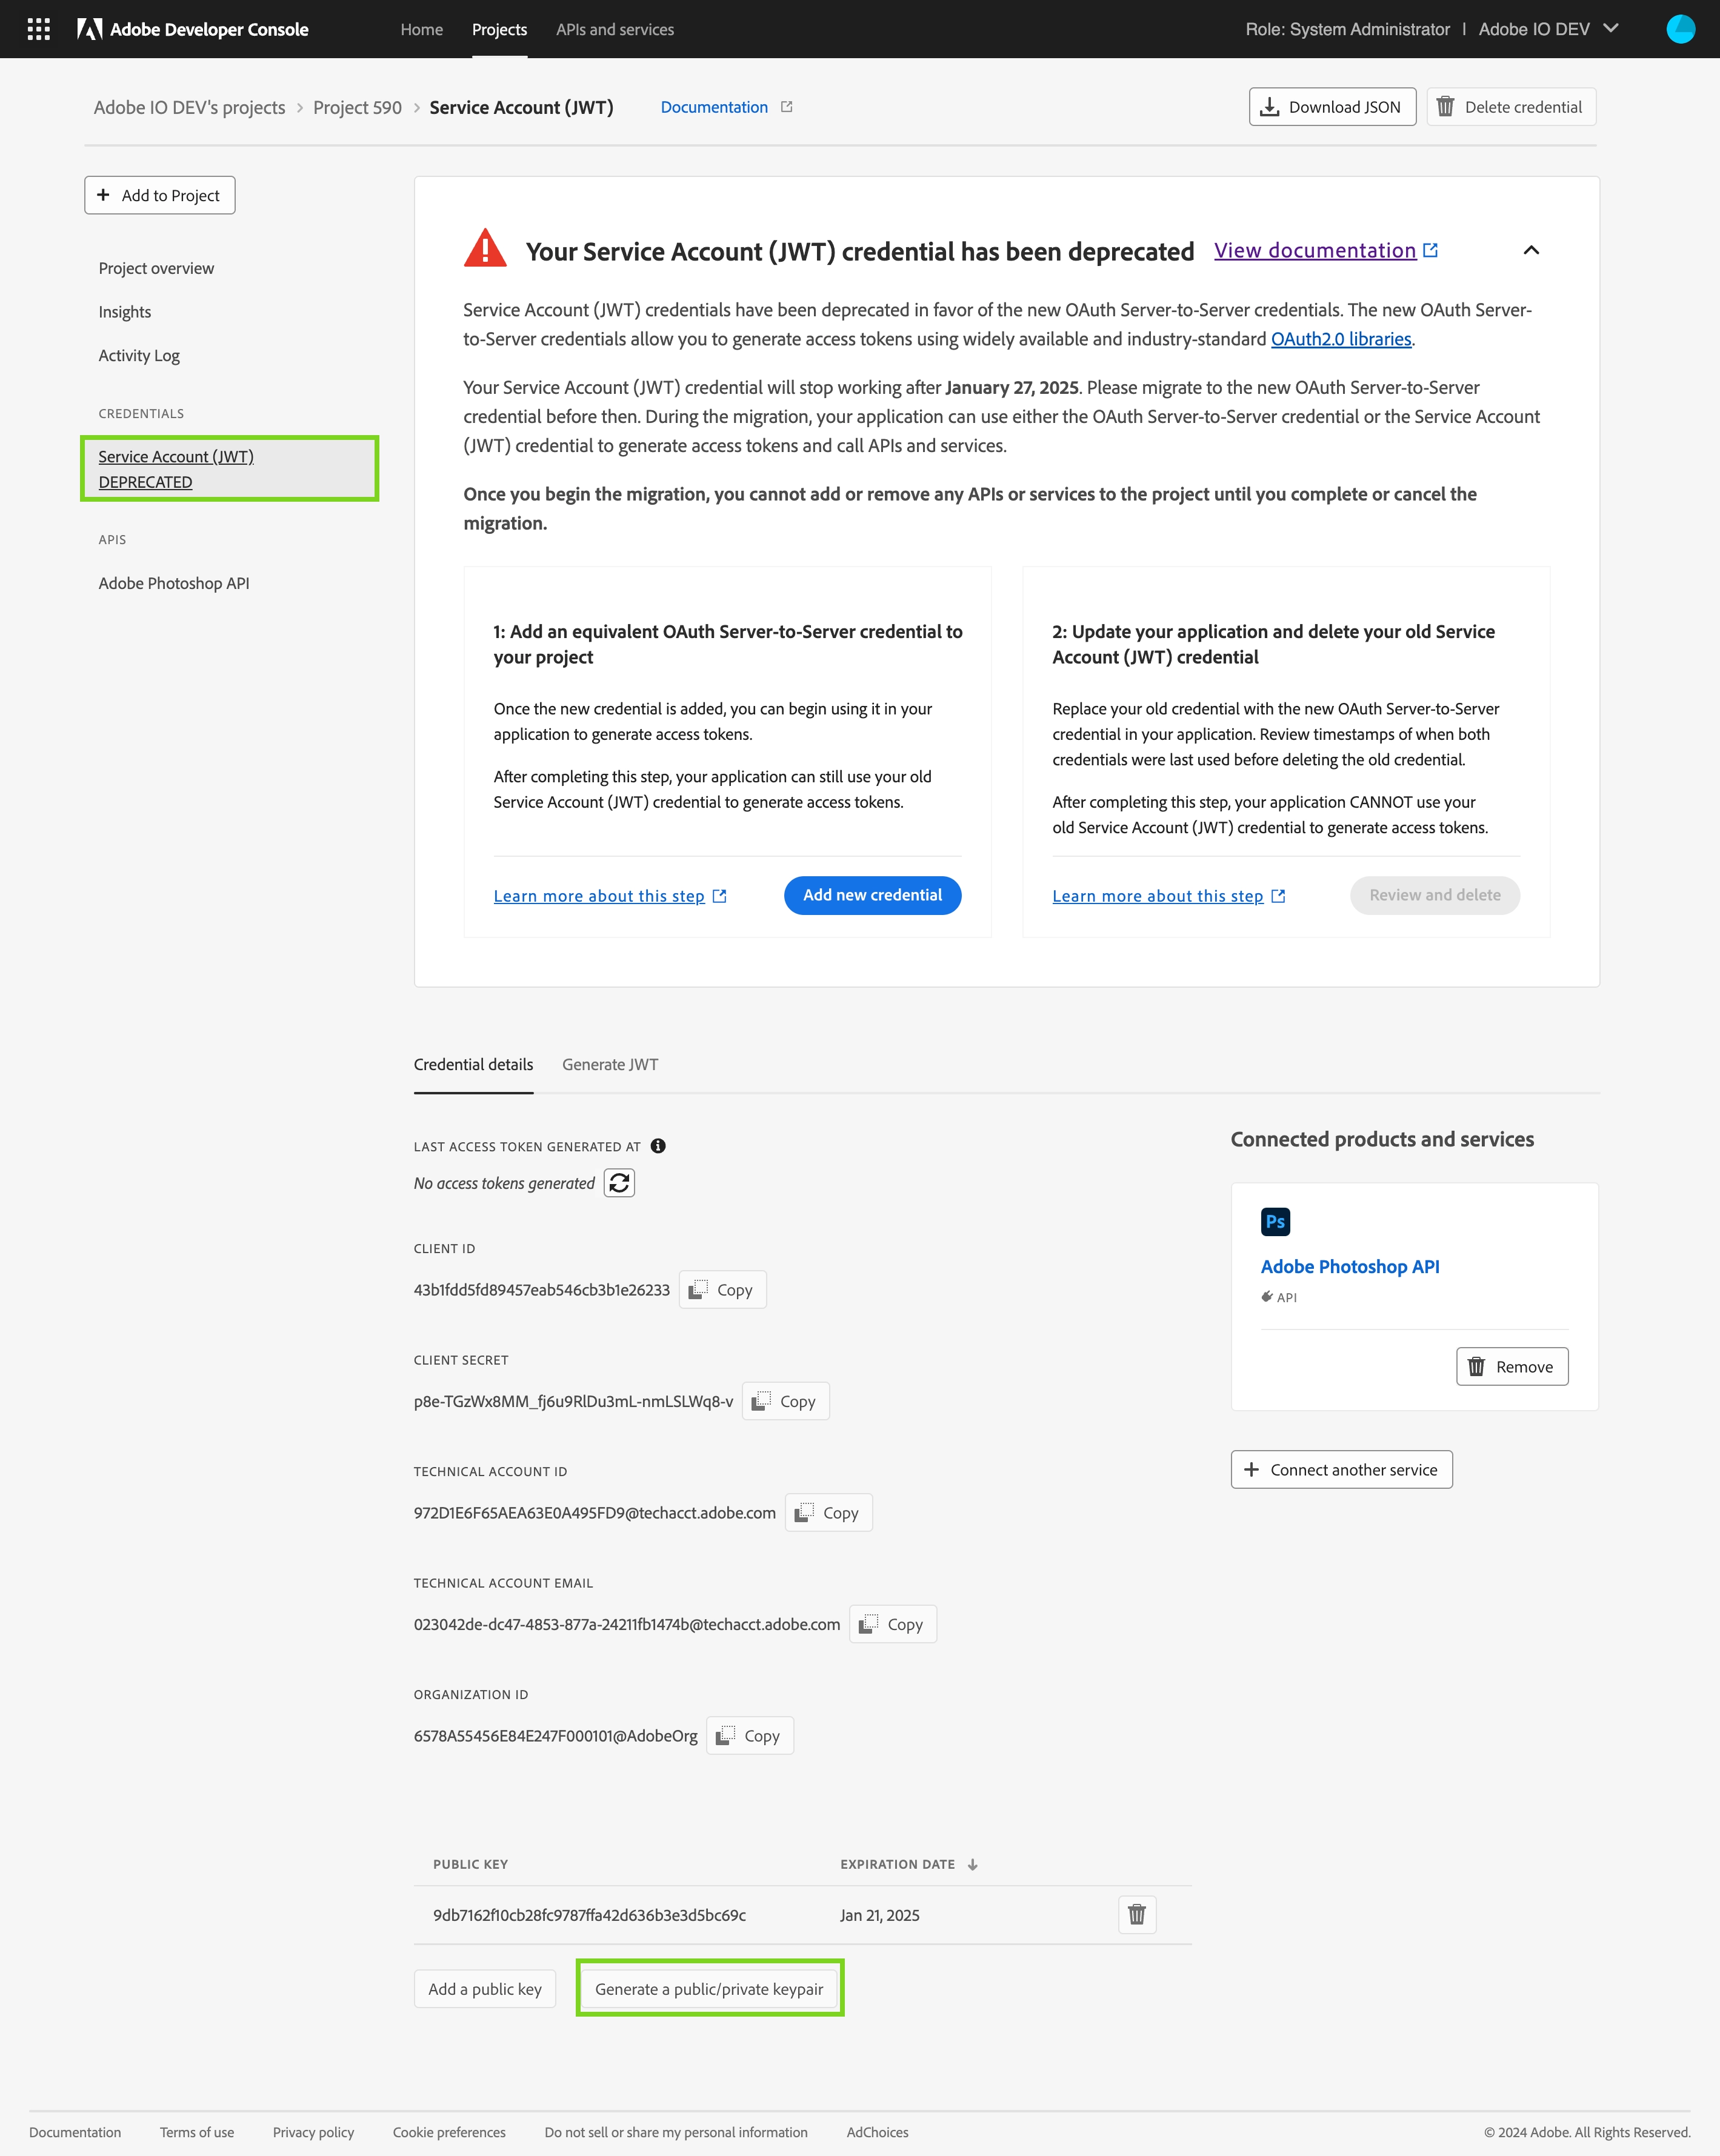 Adobe Developer Console
Home
Projects
APIs and services
Role: System Administrator | Adobe IO DEV
Adobe IO DEV's projects > Project 590 > Service Account (JWT)
Documentation
Download JSON
Delete credential
Add to Project
Project overview
Insights
Activity Log
CREDENTIALS
Service Account (JWT)
DEPRECATED
APIS
Adobe Photoshop API
Your Service Account (JWT) credential has been deprecated
View documentation
Service Account (JWT) credentials have been deprecated in favor of the new OAuth Server-to-Server credentials. The new OAuth Server-
to-Server credentials allow you to generate access tokens using widely available and industry-standard OAuth2.0 libraries.
Your Service Account (JWT) credential will stop working after January 27, 2025. Please migrate to the new OAuth Server-to-Server
credential before then. During the migration, your application can use either the OAuth Server-to-Server credential or the Service Account
(JWT) credential to generate access tokens and call APIs and services.
Once you begin the migration, you cannot add or remove any APIs or services to the project until you complete or cancel the
migration.
1: Add an equivalent OAuth Server-to-Server credential to
your project
Once the new credential is added, you can begin using it in your
application to generate access tokens.
After completing this step, your application can still use your old
Service Account (JWT) credential to generate access tokens.
Learn more about this step
Add new credential
2: Update your application and delete your old Service
Account (JWT) credential
Replace your old credential with the new OAuth Server-to-Server
credential in your application. Review timestamps of when both
credentials were last used before deleting the old credential.
After completing this step, your application CANNOT use your
old Service Account (JWT) credential to generate access tokens.
Learn more about this step
Review and delete
Credential details
Generate JWT
LAST ACCESS TOKEN GENERATED AT
No access tokens generated
CLIENT ID
43b1fdd5fd89457eab546cb3b1e26233
Copy
CLIENT SECRET
p8e-TGzWx8MM_fj6u9RlDu3mL-nmLSLWq8-v
Copy
TECHNICAL ACCOUNT ID
972D1E6F65AEA63E0A495FD9@techacct.adobe.com
Copy
TECHNICAL ACCOUNT EMAIL
023042de-dc47-4853-877a-24211fb1474b@techacct.adobe.com
Copy
ORGANIZATION ID
6578A55456E84E247F000101@AdobeOrg
Copy
Connected products and services
Ps
Adobe Photoshop API
API
Remove
Connect another service
PUBLIC KEY
EXPIRATION DATE
9db7162f10cb28fc9787ffa42d636b3e3d5bc69c
Jan 21, 2025
Add a public key
Generate a public/private keypair
Documentation
Terms of use
Privacy policy
Cookie preferences
Do not sell or share my personal information
AdChoices
© 2024 Adobe. All Rights Reserved.